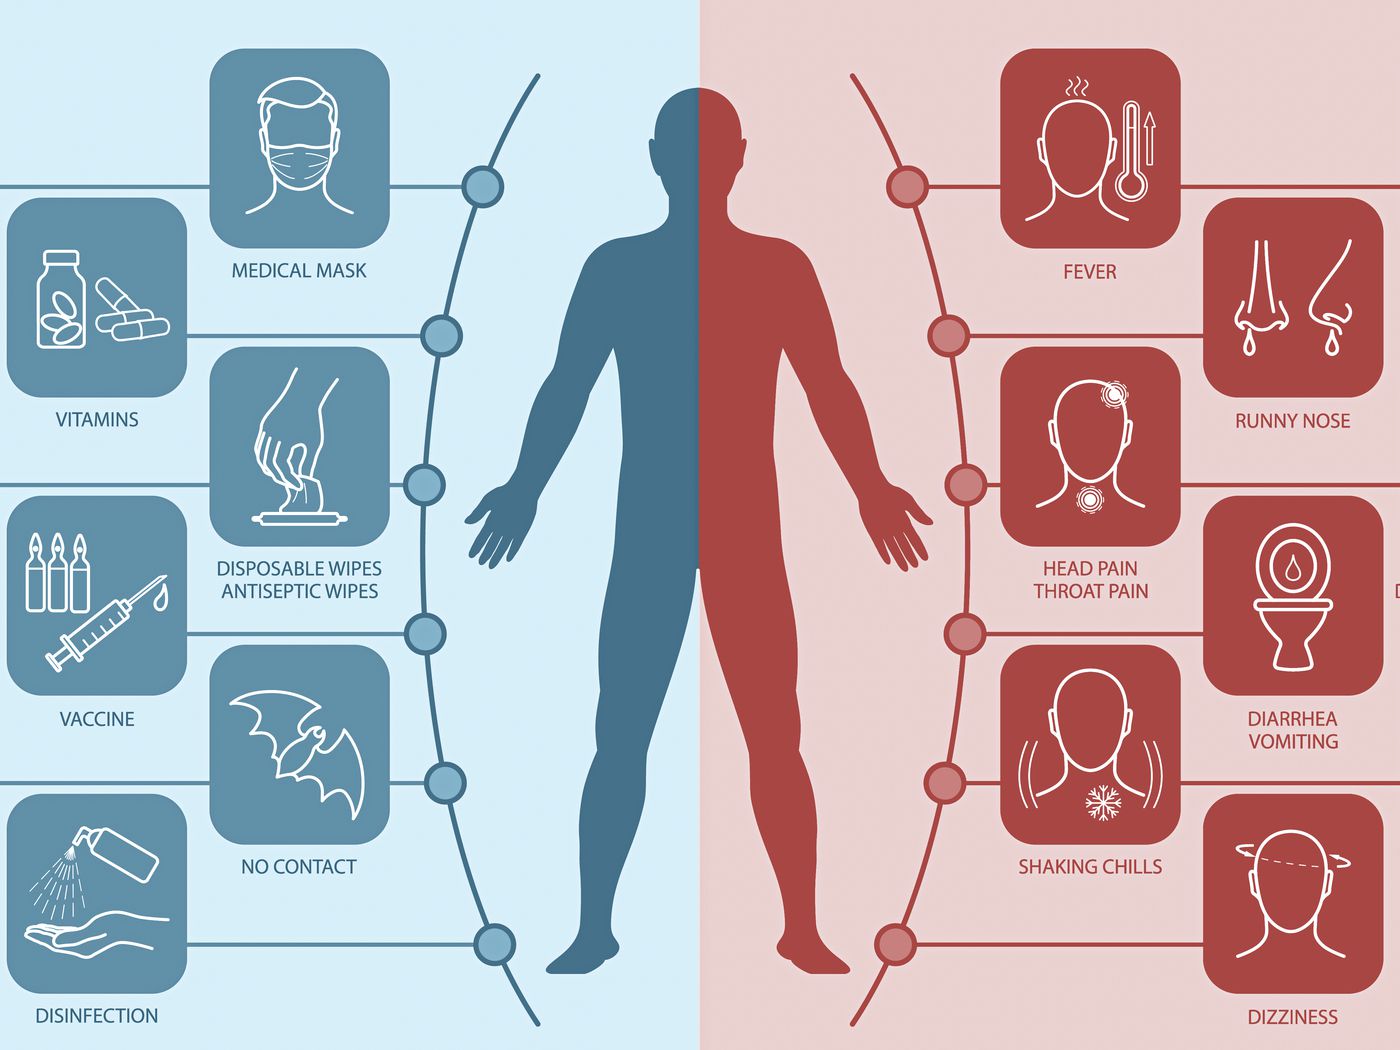 MEDICAL MASK
VITAMINS
DISPOSABLE WIPES
ANTISEPTIC WIPES
VACCINE
NO CONTACT
DISINFECTION
FEVER
RUNNY NOSE
HEAD PAIN
THROAT PAIN
DIARRHEA
VOMITING
SHAKING CHILLS
DIZZINESS